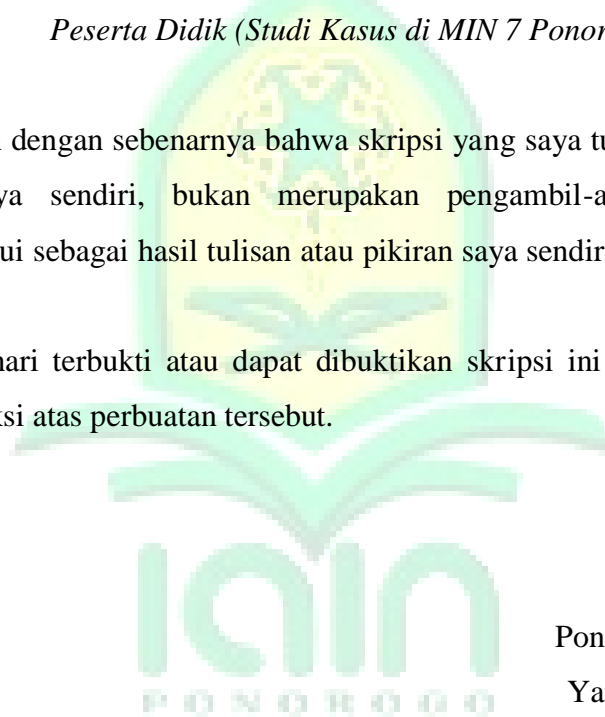 Peserta Didik (Studi Kasus di MIN 7 Ponor
dengan sebenarnya bahwa skripsi yang saya tu
ya sendiri, bukan merupakan pengambil-a
ui sebagai hasil tulisan atau pikiran saya sendir
hari terbukti atau dapat dibuktikan skripsi ini
ksi atas perbuatan tersebut.
iain
Pon
Ya
PONOROGO